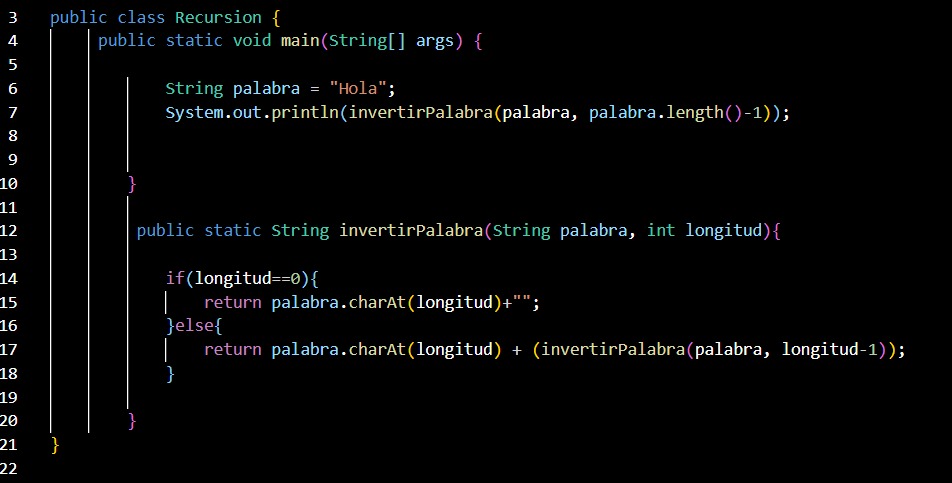 3 public class Recursion {
4 public static void main(String[] args) {
5
6 String palabra = "Hola";
7 System.out.println(invertirPalabra(palabra, palabra.length()-1));
8
9
10 }
11
12 public static String invertirPalabra(String palabra, int longitud){
13
14 if(longitud==0){
15 return palabra.charAt(longitud)+"";
16 }else{
17 return palabra.charAt(longitud) + (invertirPalabra(palabra, longitud-1));
18 }
19
20 }
21 }
22